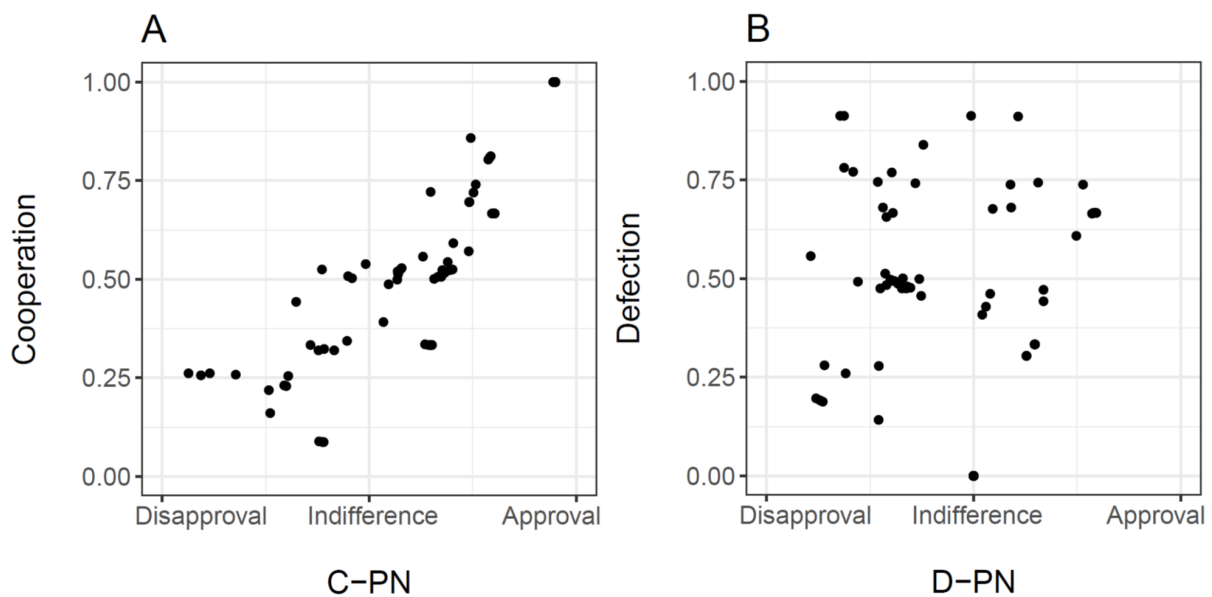 A
Cooperation
1.00
0.75
0.50
0.25
0.00
Disapproval Indifference Approval
C−PN
B
Defection
1.00
0.75
0.50
0.25
0.00
Disapproval Indifference Approval
D−PN